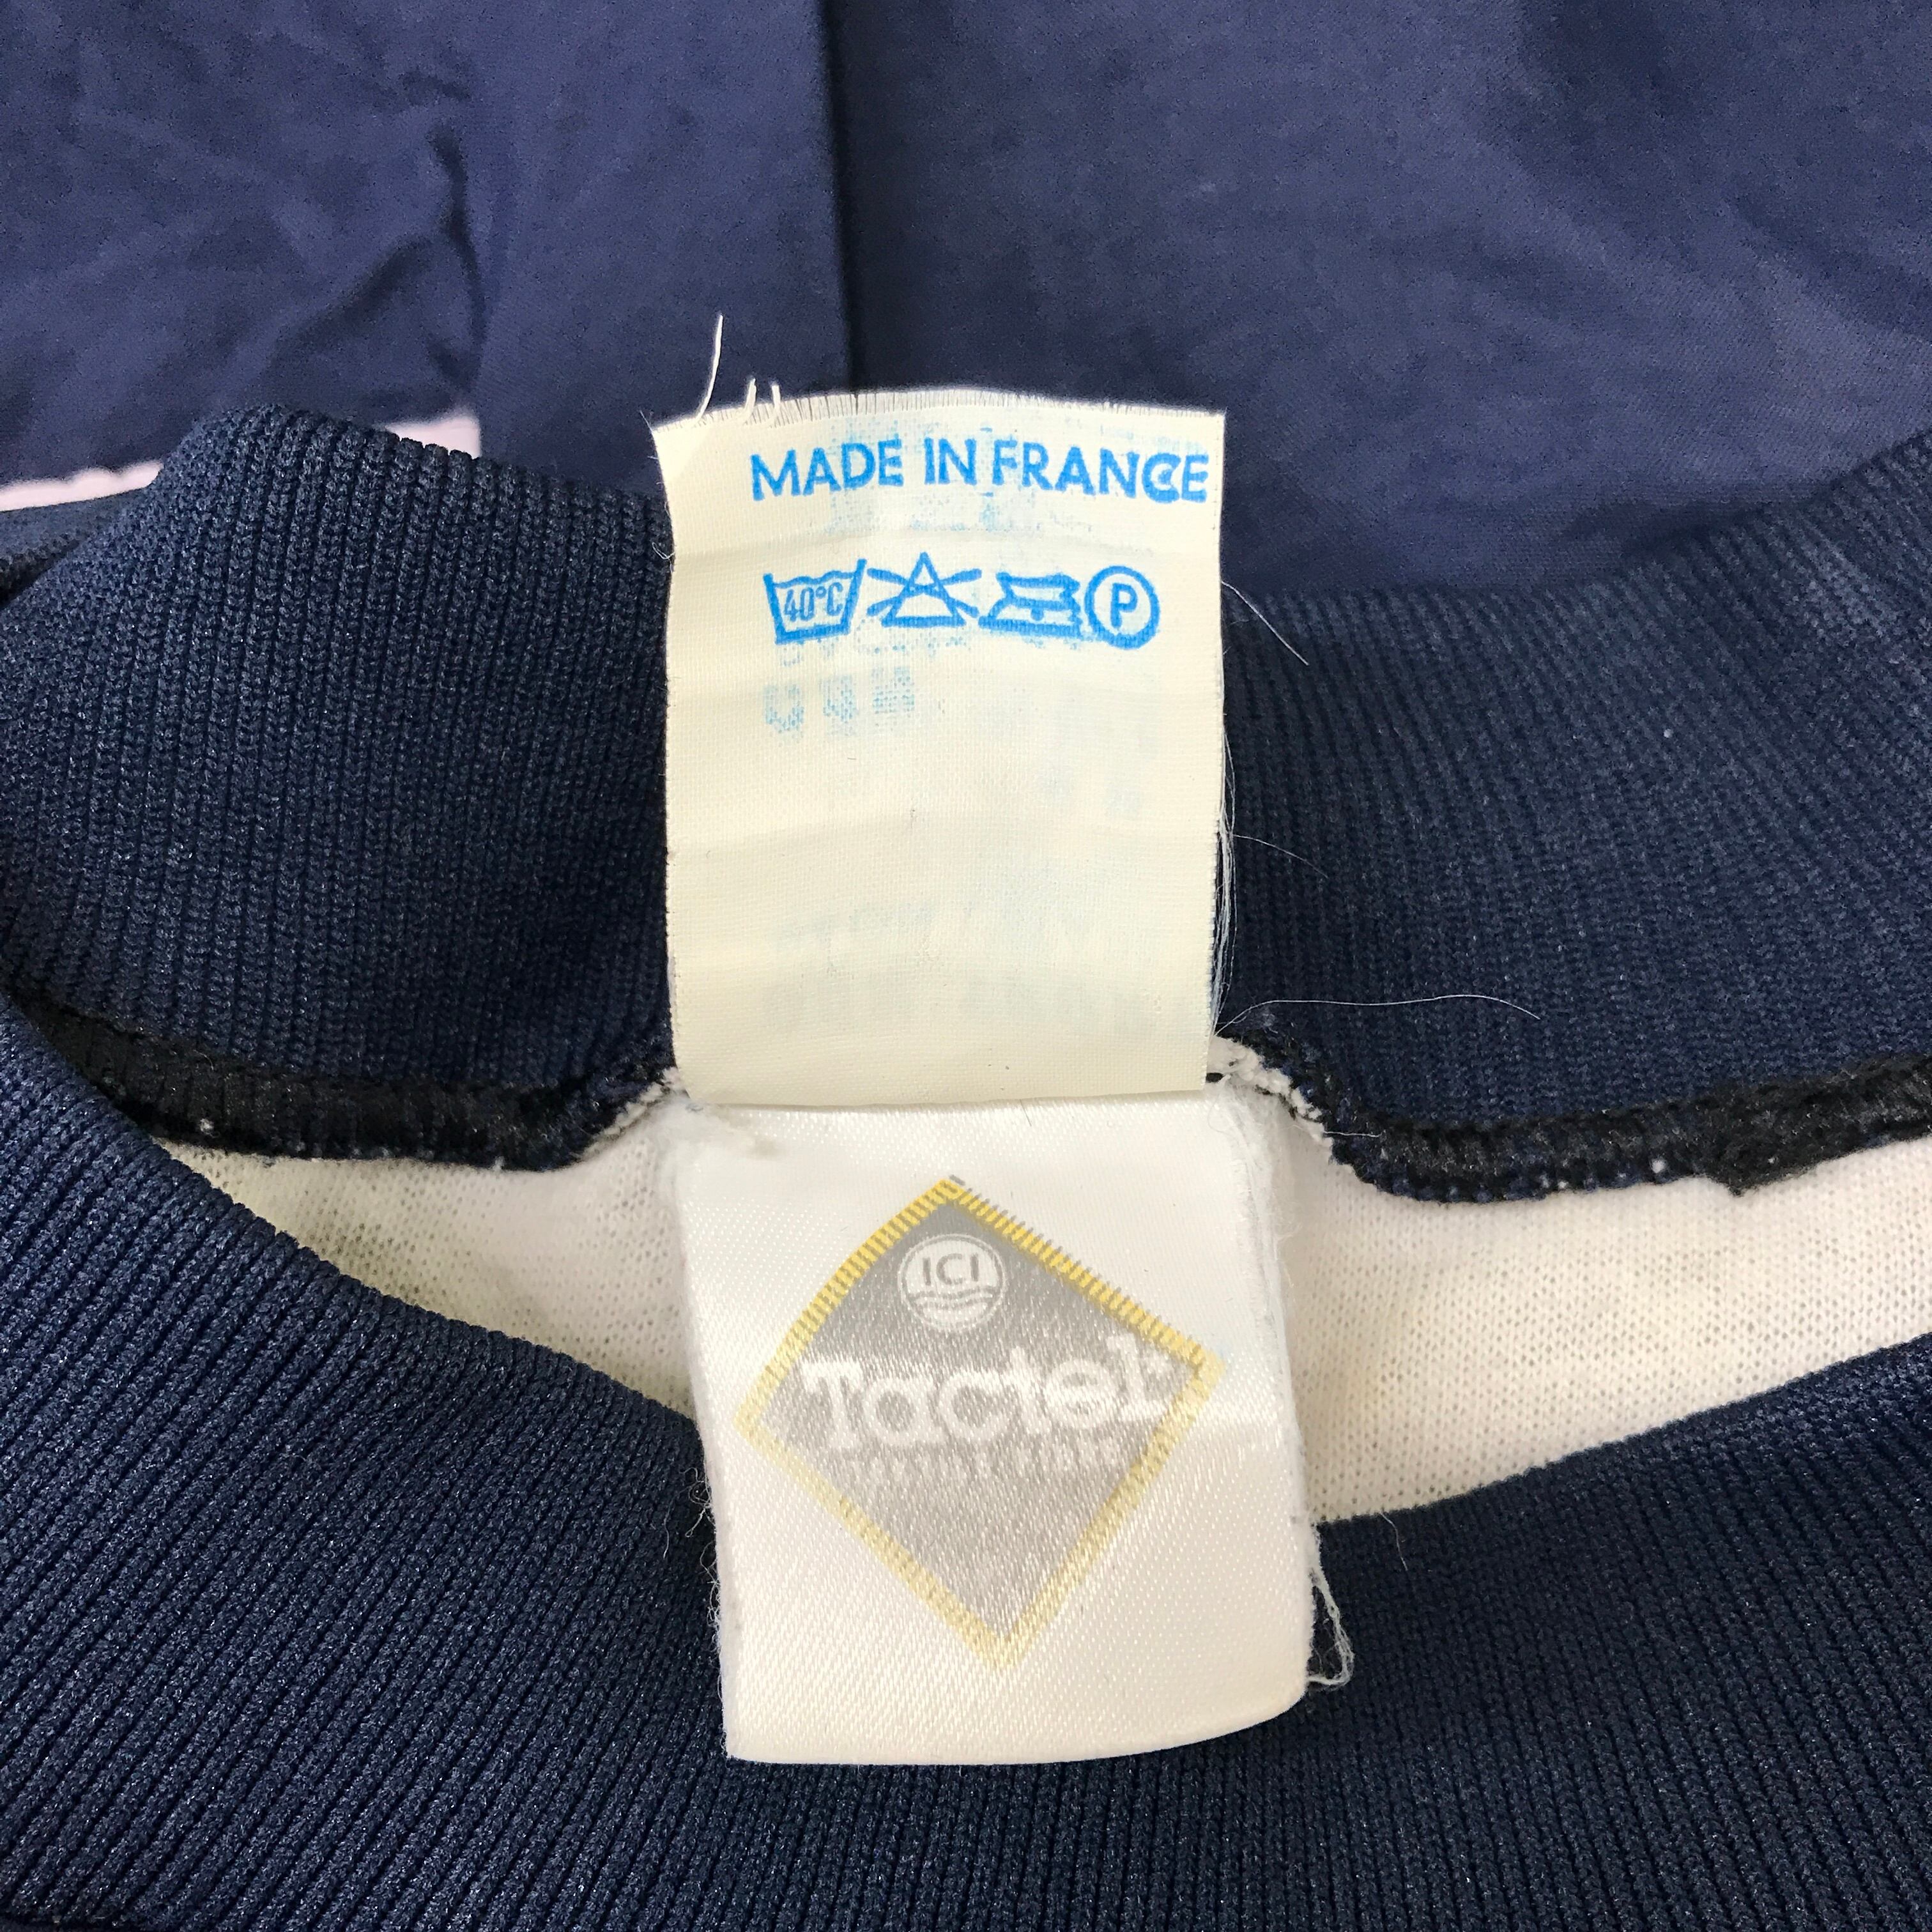 MADE IN FRANCE
40°C P
ICI
Tactel